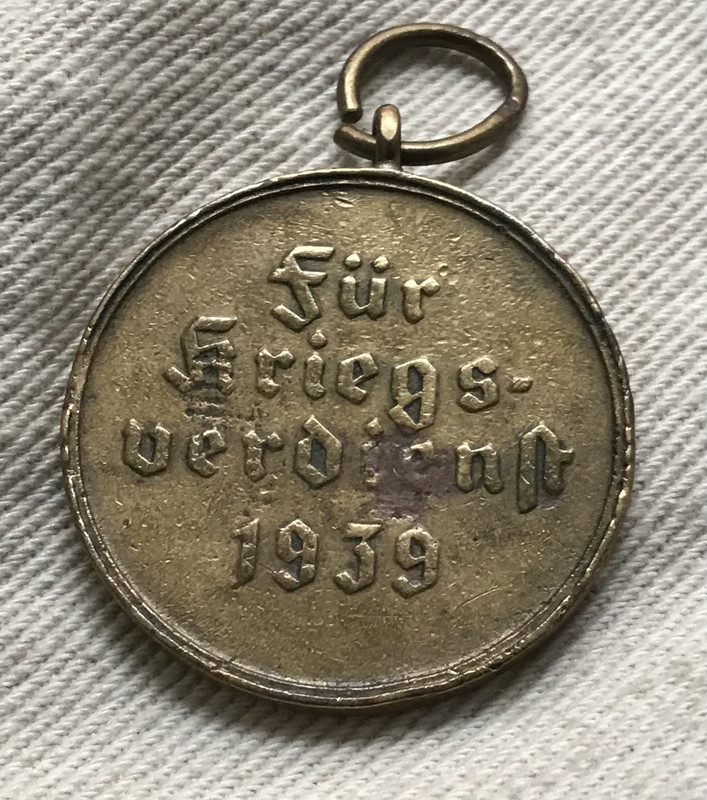 Für
Kriegs-
verdienst
1939